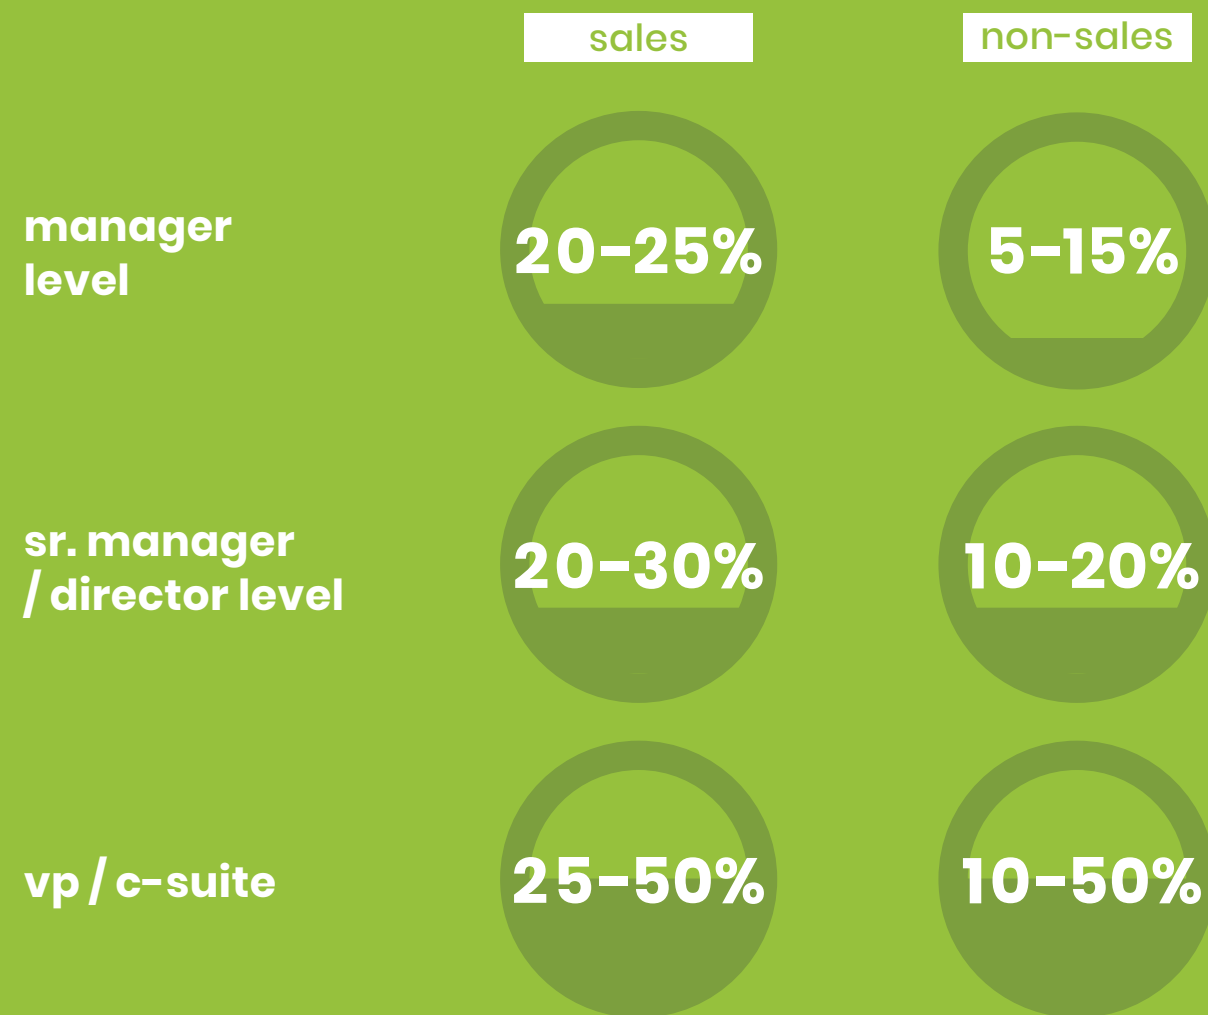 sales
non-sales
manager
level
20-25%
5-15%
sr. manager
/ director level
20-30%
10-20%
vp / c-suite
25-50%
10-50%